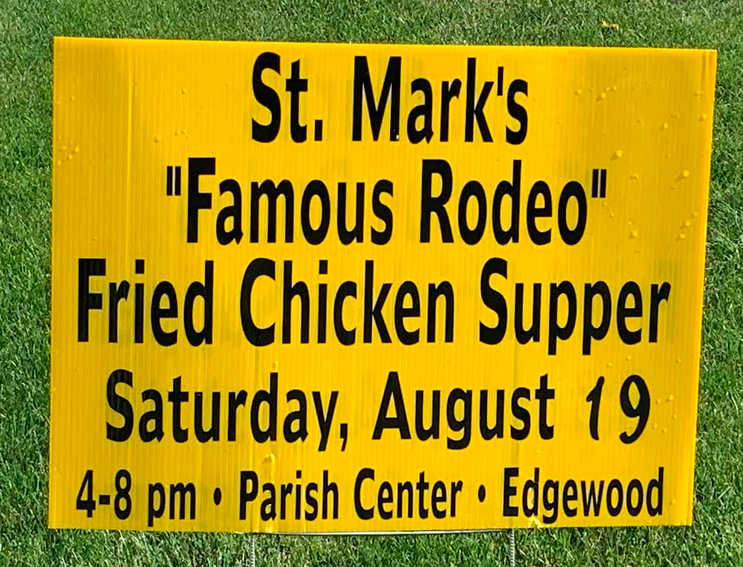 St. Mark's
"Famous Rodeo"
Fried Chicken Supper
Saturday, August 19
4-8 pm • Parish Center • Edgewood